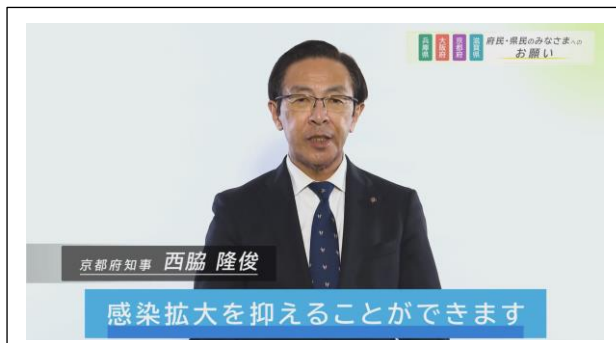 兵庫県 大阪府 京都府 滋賀県 府民・県民のみなさまへの
お願い
京都府知事 西脇 隆俊
感染拡大を抑えることができます